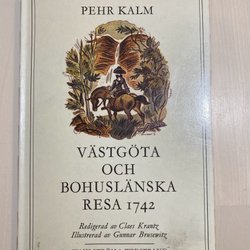 PEHR KALM
VÄSTGÖTA
OCH
BOHUSLÄNSKA
RESA 1742
Redigerad av Claes Krantz
Illustrerad av Gunnar Brusewitz